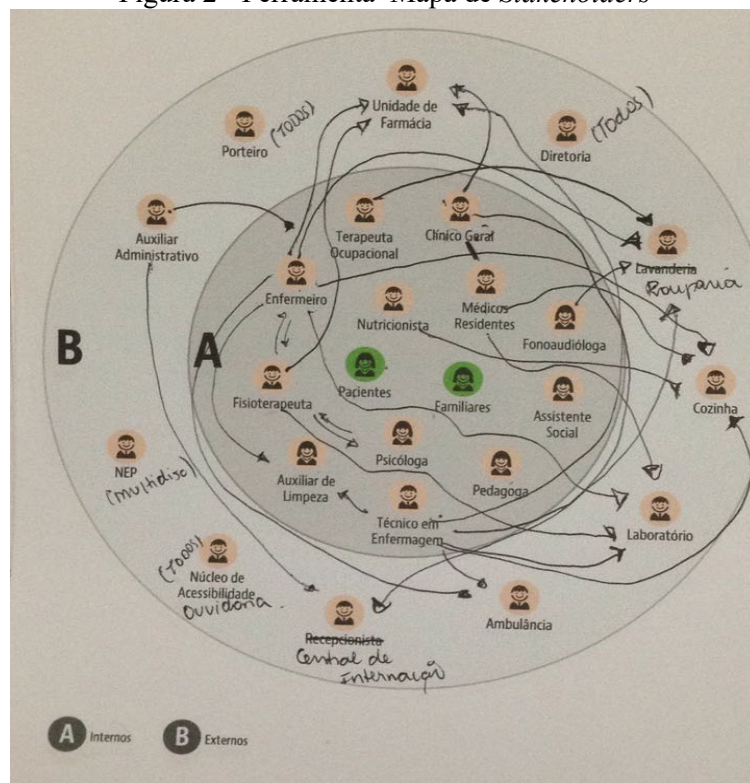 Figura 2 - Ferramenta- Mapa de Stakeholders
Unidade de
Farmácia
Porteiro
(TODOS)
Diretoria
(Todos)
Auxiliar
Administrativo
Terapeuta
Ocupacional
Clínico Geral
Lavanderia
Rouparia
Enfermeiro
Nutricionista
Médicos
Residentes
Fonoaudióloga
B
A
Fisioterapeuta
Pacientes
Familiares
Assistente
Social
Cozinha
NEP
(multidisc)
Auxiliar de
Limpeza
Psicóloga
Pedagoga
Técnico em
Enfermagem
Laboratório
(TODOS)
Núcleo de
Acessibilidade
Ouvidoria
Recepcionista
Central de
Internação
Ambulância
A Internos
B Externos